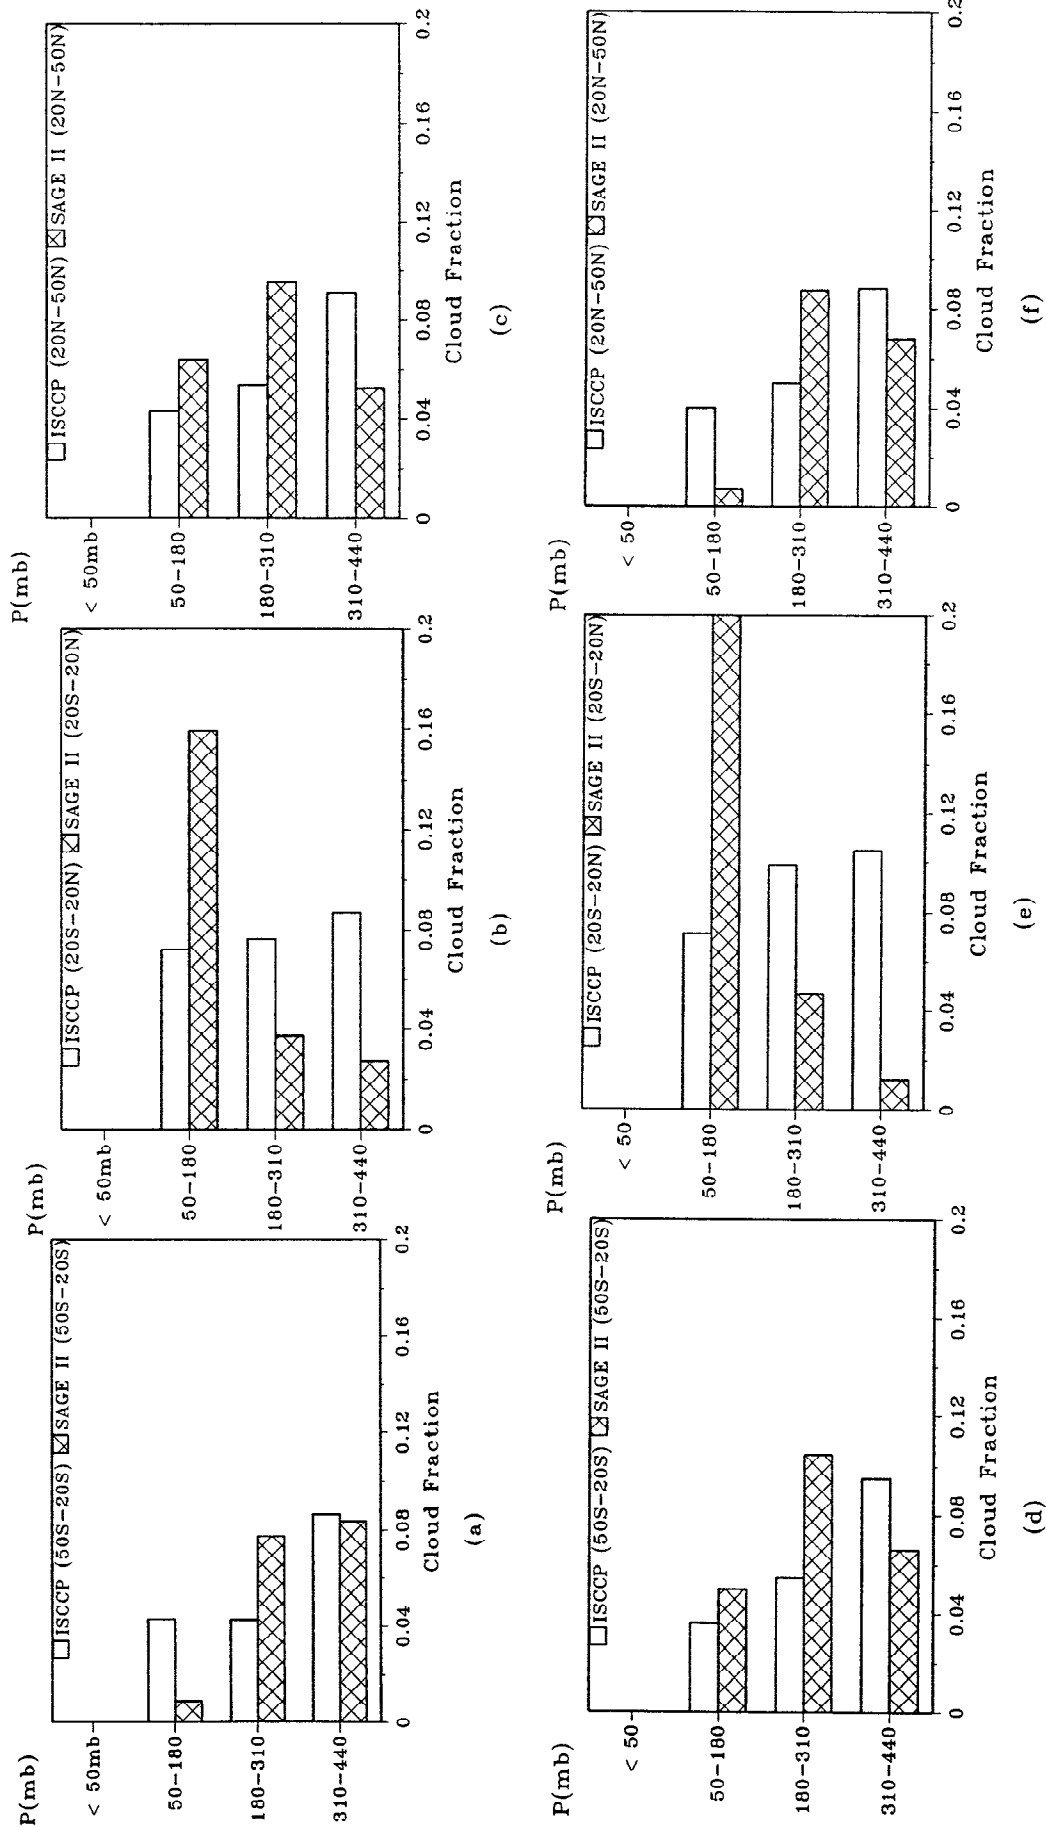 P(mb)
ISCCP (50S-20S) SAGE II (50S-20S)
< 50mb
50-180
180-310
310-440
0 0.04 0.08 0.12 0.16 0.2
Cloud Fraction
(a)
P(mb)
ISCCP (20S-20N) SAGE II (20S-20N)
< 50mb
50-180
180-310
310-440
0 0.04 0.08 0.12 0.16 0.2
Cloud Fraction
(b)
P(mb)
ISCCP (20N-50N) SAGE II (20N-50N)
< 50mb
50-180
180-310
310-440
0 0.04 0.08 0.12 0.16 0.2
Cloud Fraction
(c)
P(mb)
ISCCP (50S-20S) SAGE II (50S-20S)
< 50
50-180
180-310
310-440
0 0.04 0.08 0.12 0.16 0.2
Cloud Fraction
(d)
P(mb)
ISCCP (20S-20N) SAGE II (20S-20N)
< 50
50-180
180-310
310-440
0 0.04 0.08 0.12 0.16 0.2
Cloud Fraction
(e)
P(mb)
ISCCP (20N-50N) SAGE II (20N-50N)
< 50
50-180
180-310
310-440
0 0.04 0.08 0.12 0.16 0.2
Cloud Fraction
(f)